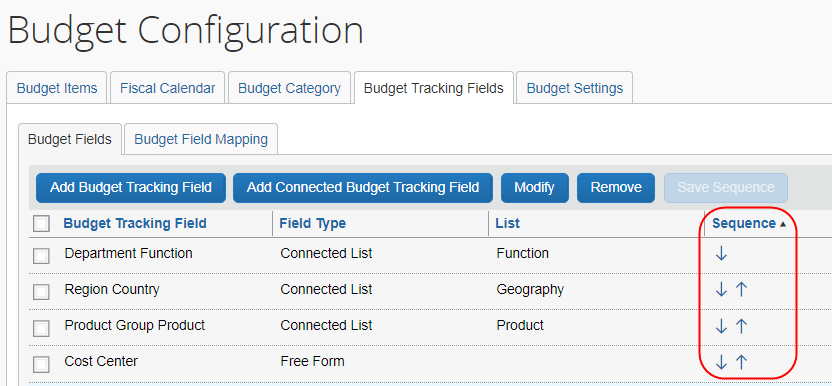 Budget Configuration
Budget Items Fiscal Calendar Budget Category Budget Tracking Fields Budget Settings
Budget Fields Budget Field Mapping
Add Budget Tracking Field Add Connected Budget Tracking Field Modify Remove Save Sequence
Budget Tracking Field Field Type List Sequence ▲
Department Function Connected List Function ↓
Region Country Connected List Geography ↓ ↑
Product Group Product Connected List Product ↓ ↑
Cost Center Free Form ↓ ↑